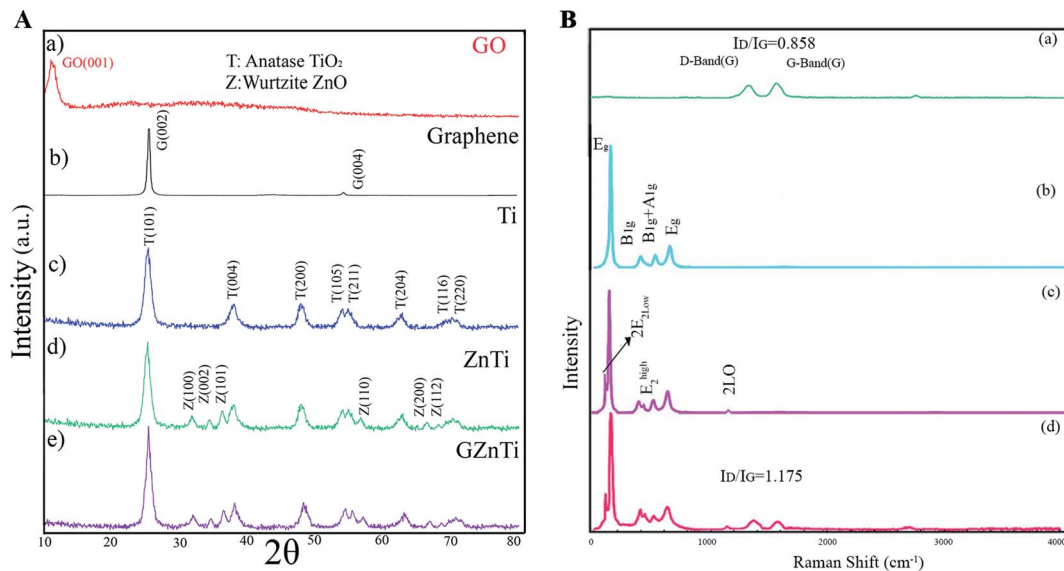 A
a)
GO
GO(001)
T: Anatase TiO₂
Z:Wurtzite ZnO
Graphene
G(002)
b)
G(004)
Ti
T(101)
c)
T(004)
T(200)
T(105)
T(211)
T(204)
T(116)
T(220)
ZnTi
d)
Z(100)
Z(002)
Z(101)
Z(110)
Z(200)
Z(112)
GZnTi
e)
Intensity (a.u.)
10 20 30 40 50 60 70 80
2θ
B
(a)
ID/IG=0.858
D-Band(G)
G-Band(G)
(b)
Eg
B1g
B1g+A1g
Eg
(c)
2E2Low
E2high
2LO
(d)
ID/IG=1.175
Intensity
0 1000 2000 3000 4000
Raman Shift (cm⁻¹)